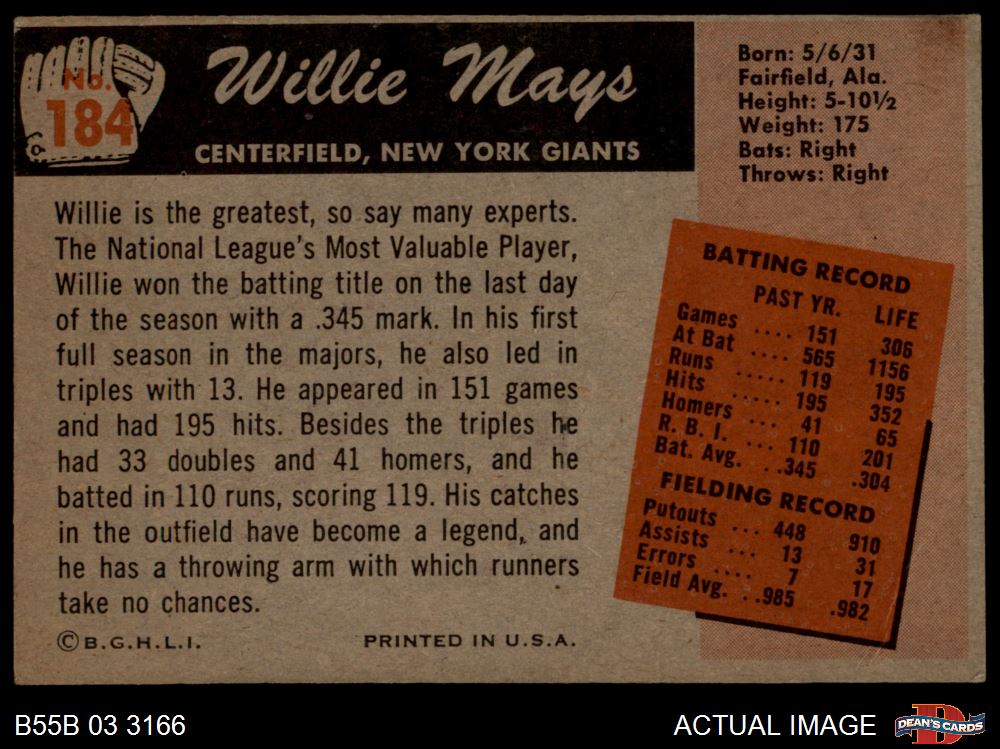 No.
184
Willie Mays
CENTERFIELD, NEW YORK GIANTS
Born: 5/6/31
Fairfield, Ala.
Height: 5-10½
Weight: 175
Bats: Right
Throws: Right
Willie is the greatest, so say many experts.
The National League's Most Valuable Player,
Willie won the batting title on the last day
of the season with a .345 mark. In his first
full season in the majors, he also led in
triples with 13. He appeared in 151 games
and had 195 hits. Besides the triples he
had 33 doubles and 41 homers, and he
batted in 110 runs, scoring 119. His catches
in the outfield have become a legend, and
he has a throwing arm with which runners
take no chances.
BATTING RECORD
PAST YR. LIFE
Games .... 151 306
At Bat .... 565 1156
Runs ..... 119 195
Hits ..... 195 352
Homers .... 41 65
R. B. I. ... 110 201
Bat. Avg. ..345 .304
FIELDING RECORD
Putouts ... 448 910
Assists ... 13 31
Errors .... 7 17
Field Avg. ..985 .982
© B.G.H.L.I. PRINTED IN U.S.A.
B55B 03 3166
ACTUAL IMAGE
DEAN'S CARDS